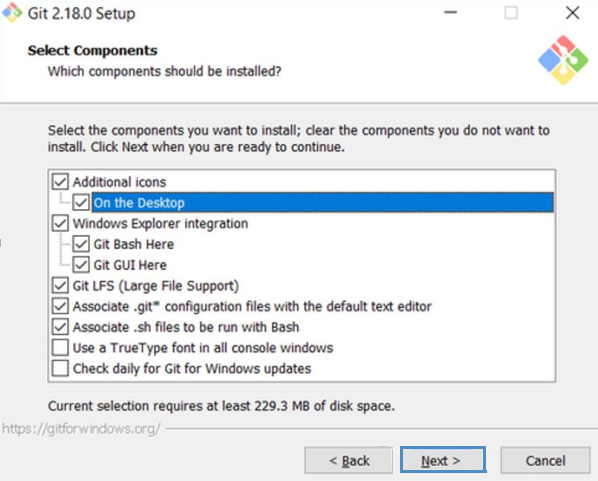 Git 2.18.0 Setup
Select Components
Which components should be installed?
Select the components you want to install; clear the components you do not want to
install. Click Next when you are ready to continue.
Additional icons
On the Desktop
Windows Explorer integration
Git Bash Here
Git GUI Here
Git LFS (Large File Support)
Associate .git* configuration files with the default text editor
Associate .sh files to be run with Bash
Use a TrueType font in all console windows
Check daily for Git for Windows updates
Current selection requires at least 229.3 MB of disk space.
https://gitforwindows.org/
< Back
Next >
Cancel